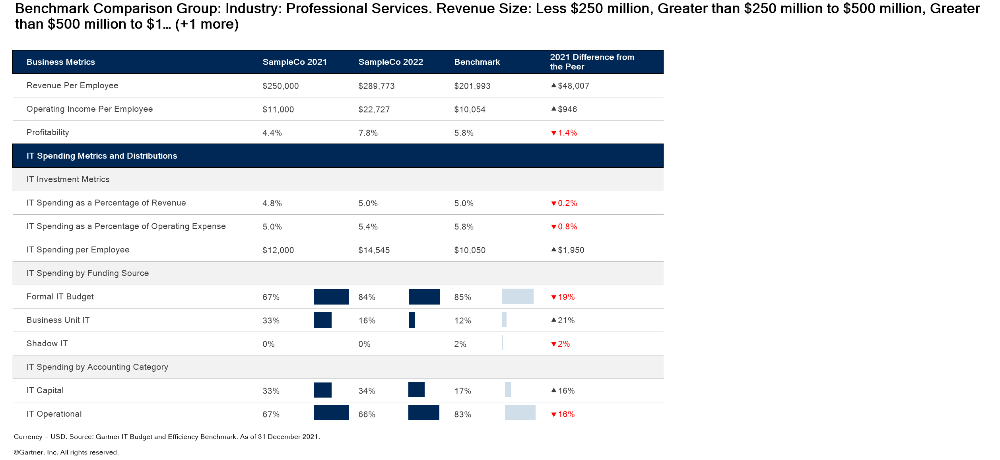 Benchmark Comparison Group: Industry: Professional Services. Revenue Size: Less $250 million, Greater than $250 million to $500 million, Greater
than $500 million to $1... (+1 more)
Business Metrics SampleCo 2021 SampleCo 2022 Benchmark 2021 Difference from
the Peer
Revenue Per Employee $250,000 $289,773 $201,993 ▲$48,007
Operating Income Per Employee $11,000 $22,727 $10,054 ▲$946
Profitability 4.4% 7.8% 5.8% ▼1.4%
IT Spending Metrics and Distributions
IT Investment Metrics
IT Spending as a Percentage of Revenue 4.8% 5.0% 5.0% ▼0.2%
IT Spending as a Percentage of Operating Expense 5.0% 5.4% 5.8% ▼0.8%
IT Spending per Employee $12,000 $14,545 $10,050 ▲$1,950
IT Spending by Funding Source
Formal IT Budget 67% 84% 85% ▼19%
Business Unit IT 33% 16% 12% ▲21%
Shadow IT 0% 0% 2% ▼2%
IT Spending by Accounting Category
IT Capital 33% 34% 17% ▲16%
IT Operational 67% 66% 83% ▼16%
Currency = USD. Source: Gartner IT Budget and Efficiency Benchmark. As of 31 December 2021.
©Gartner, Inc. All rights reserved.